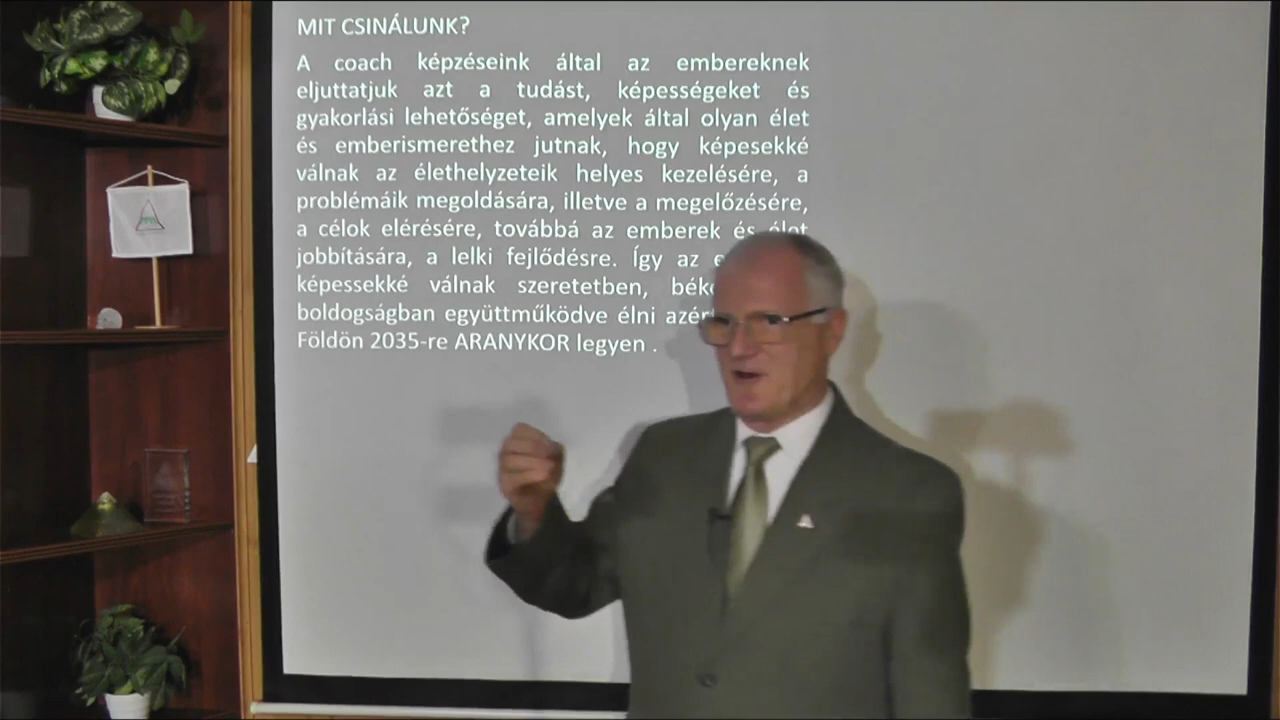 MIT CSINÁLUNK?
A coach képzéseink által az embereknek
eljuttatjuk azt a tudást, képességeket és
gyakorlási lehetőséget, amelyek által olyan élet
és emberismerethez jutnak, hogy képesekké
válnak az élethelyzeteik helyes kezelésére, a
problémáik megoldására, illetve a megelőzésére,
a célok elérésére, továbbá az emberek és élet
jobbítására, a lelki fejlődésre. Így az
képessekké válnak szeretetben,
boldogságban együttműködve élni
Földön 2035-re ARANYKOR legyen .